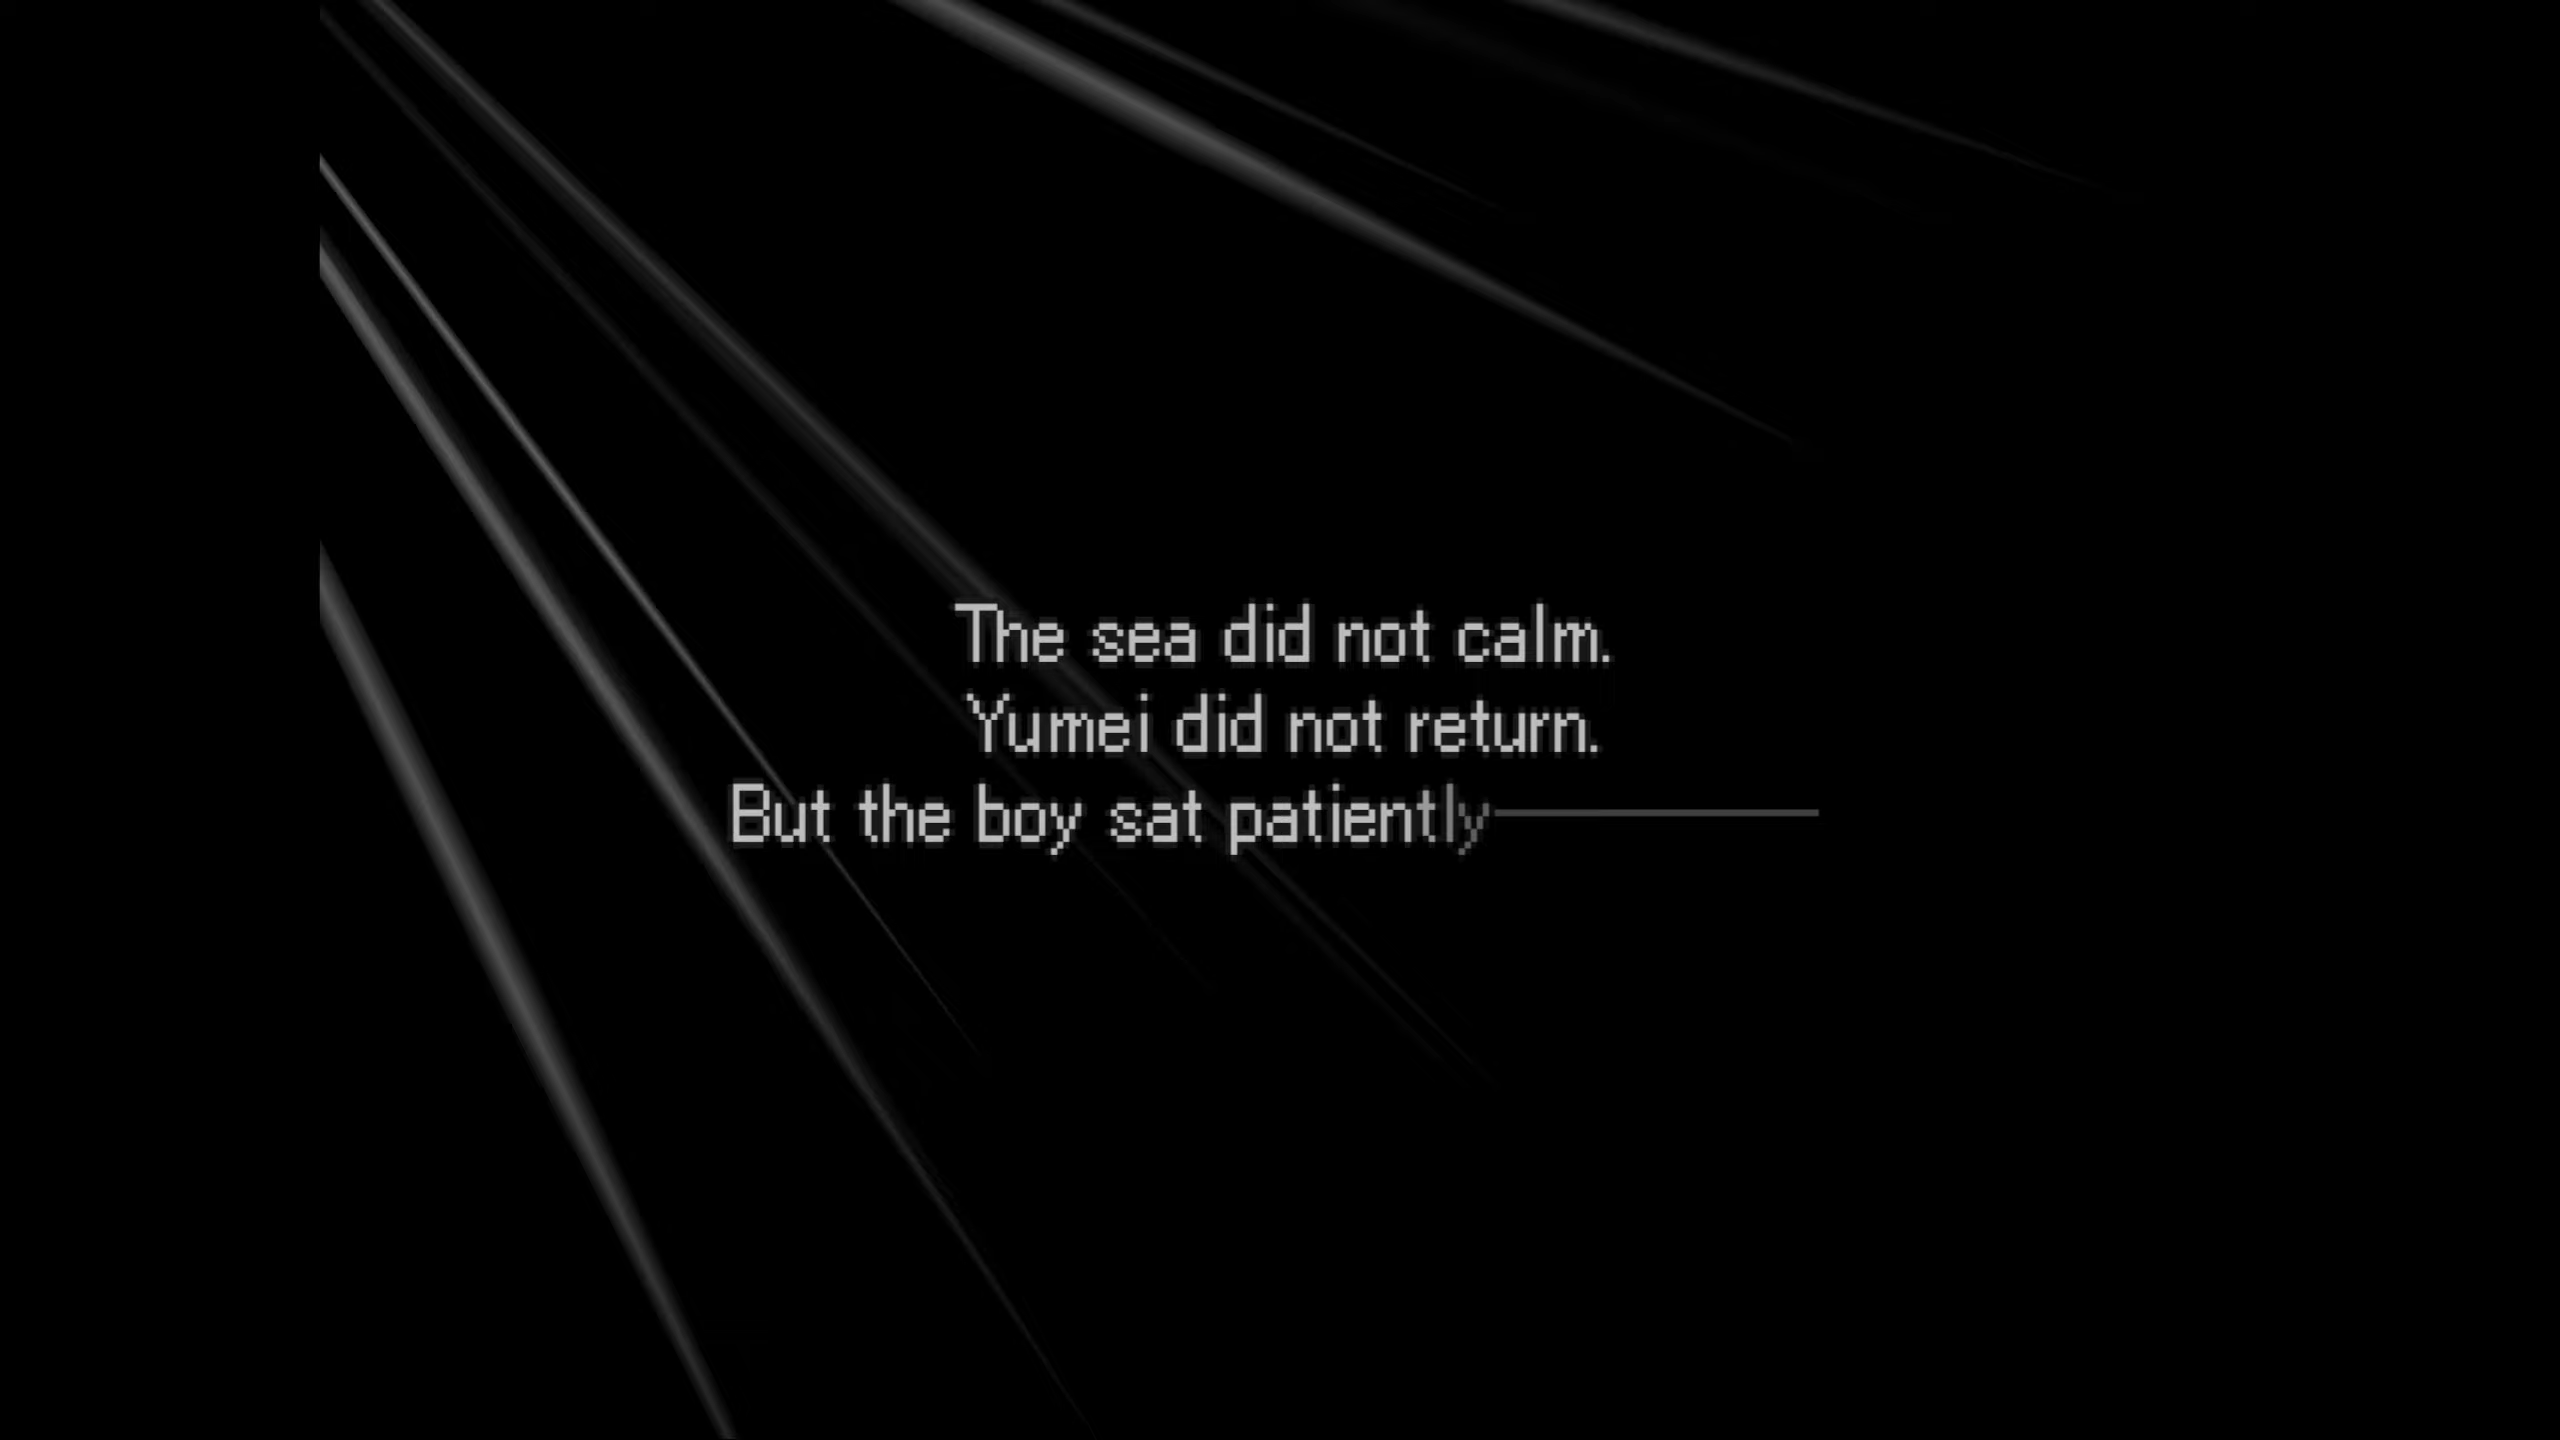 The sea did not calm.
Yumei did not return.
But the boy sat patiently